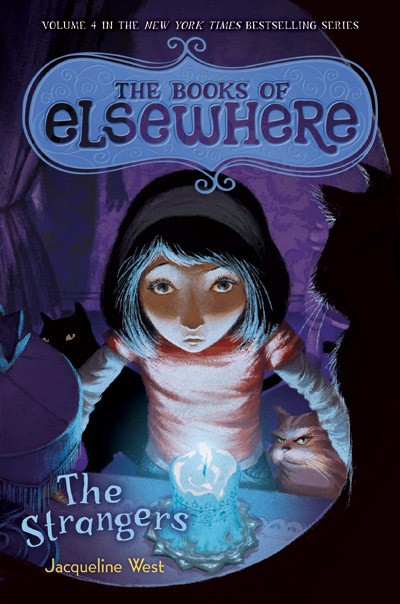 VOLUME 4 IN THE NEW YORK TIMES BESTSELLING SERIES
THE BOOKS OF
ELSEWHERE
The
Strangers
Jacqueline West